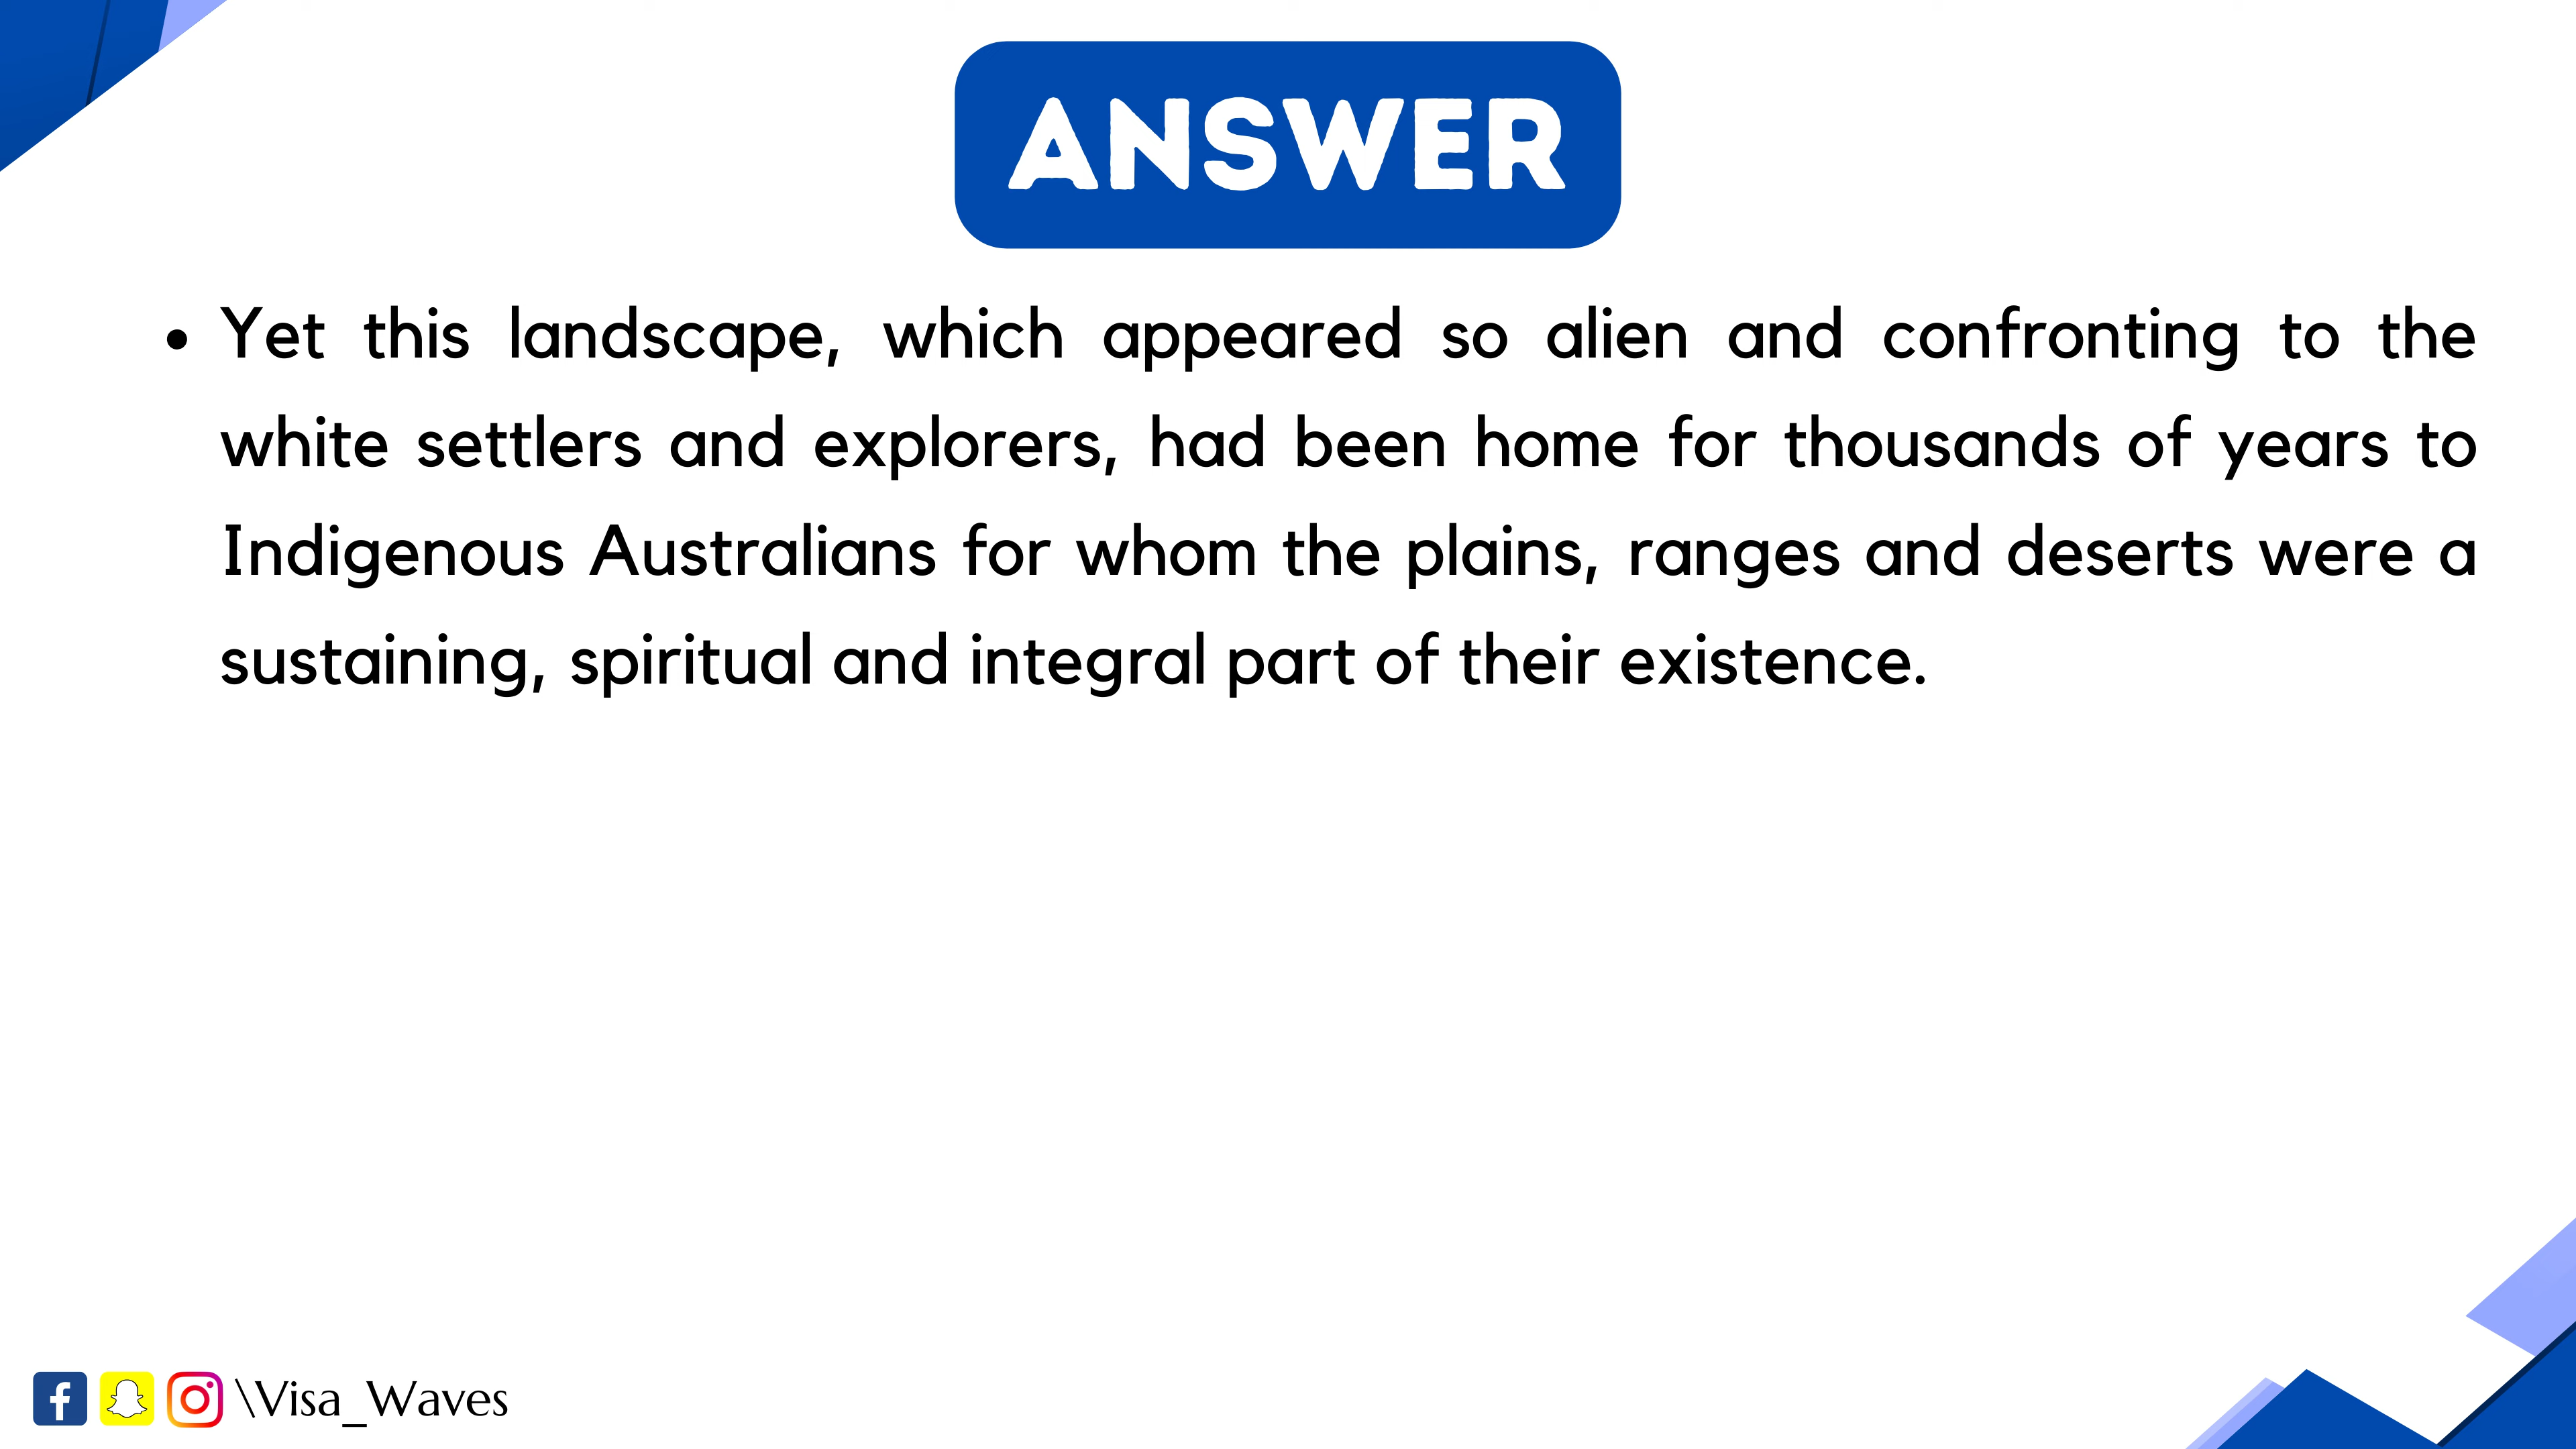 ANSWER
• Yet this landscape, which appeared so alien and confronting to the
white settlers and explorers, had been home for thousands of years to
Indigenous Australians for whom the plains, ranges and deserts were a
sustaining, spiritual and integral part of their existence.
\Visa_Waves